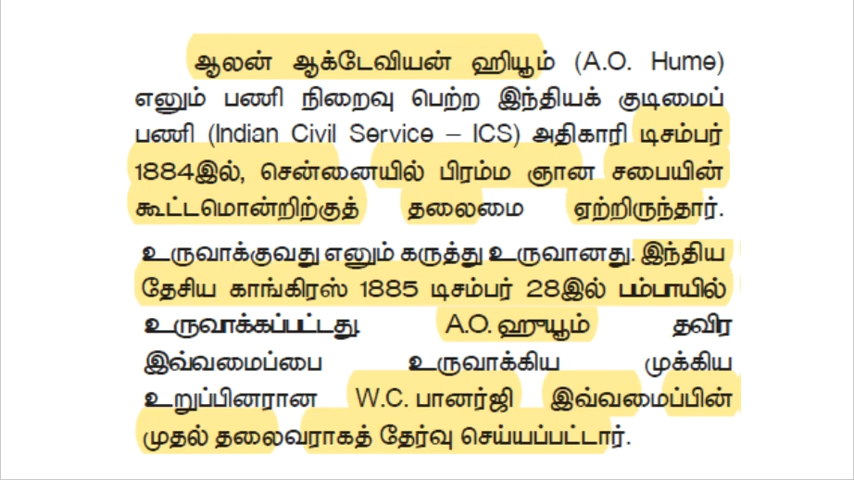 ஆலன் ஆக்டேவியன் ஹியூம் (A.O. Hume)
எனும் பணி நிறைவு பெற்ற இந்தியக் குடிமைப்
பணி (Indian Civil Service – ICS) அதிகாரி டிசம்பர்
1884இல், சென்னையில் பிரம்ம ஞான சபையின்
கூட்டமொன்றிற்குத் தலைமை ஏற்றிருந்தார்.
உருவாக்குவது எனும் கருத்து உருவானது. இந்திய
தேசிய காங்கிரஸ் 1885 டிசம்பர் 28இல் பம்பாயில்
உருவாக்கப்பட்டது. A.O. ஹுயூம் தவிர
இவ்வமைப்பை உருவாக்கிய முக்கிய
உறுப்பினரான W.C. பானர்ஜி இவ்வமைப்பின்
முதல் தலைவராகத் தேர்வு செய்யப்பட்டார்.